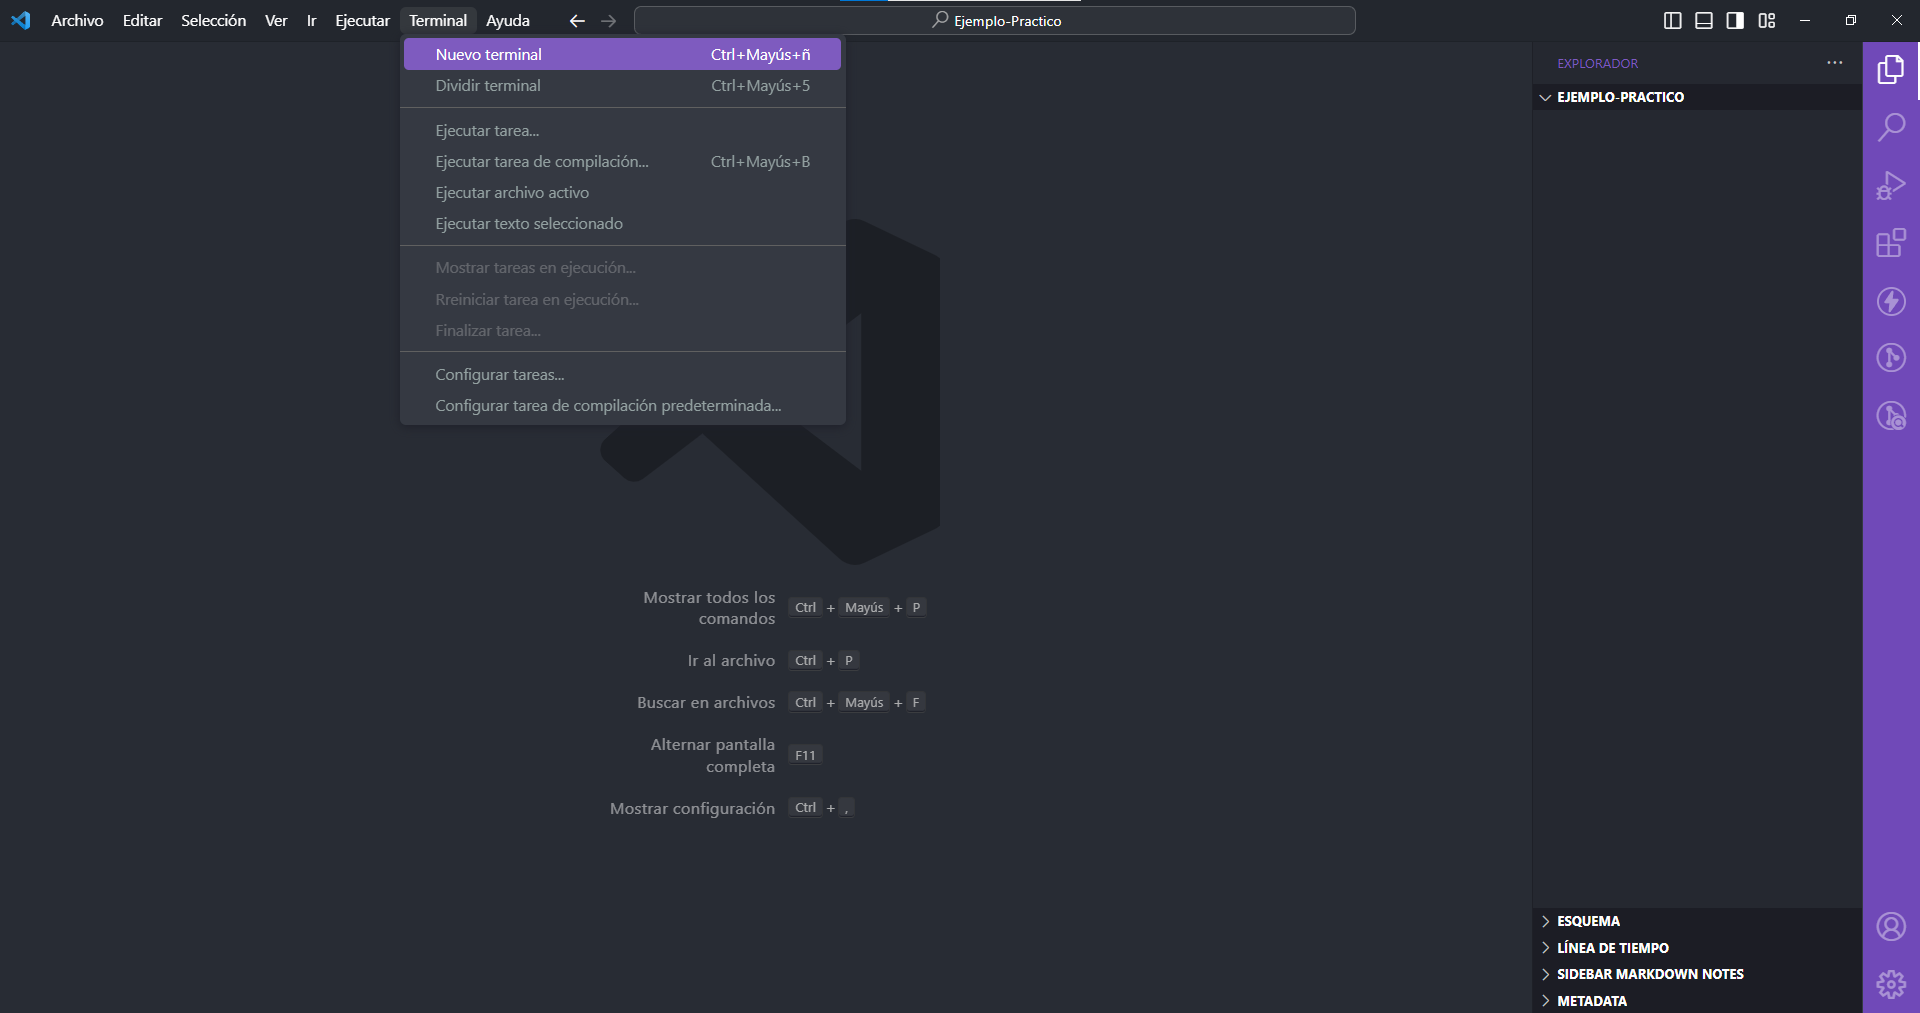 Archivo Editar Selección Ver Ir Ejecutar Terminal Ayuda
Ejemplo-Practico
Nuevo terminal Ctrl+Mayús+ñ
Dividir terminal Ctrl+Mayús+5
Ejecutar tarea...
Ejecutar tarea de compilación... Ctrl+Mayús+B
Ejecutar archivo activo
Ejecutar texto seleccionado
Mostrar tareas en ejecución...
Rreiniciar tarea en ejecución...
Finalizar tarea...
Configurar tareas...
Configurar tarea de compilación predeterminada...
Mostrar todos los
comandos
Ctrl + Mayús + P
Ir al archivo Ctrl + P
Buscar en archivos Ctrl + Mayús + F
Alternar pantalla
completa
F11
Mostrar configuración Ctrl + ,
EXPLORADOR
EJEMPLO-PRACTICO
ESQUEMA
LÍNEA DE TIEMPO
SIDEBAR MARKDOWN NOTES
METADATA